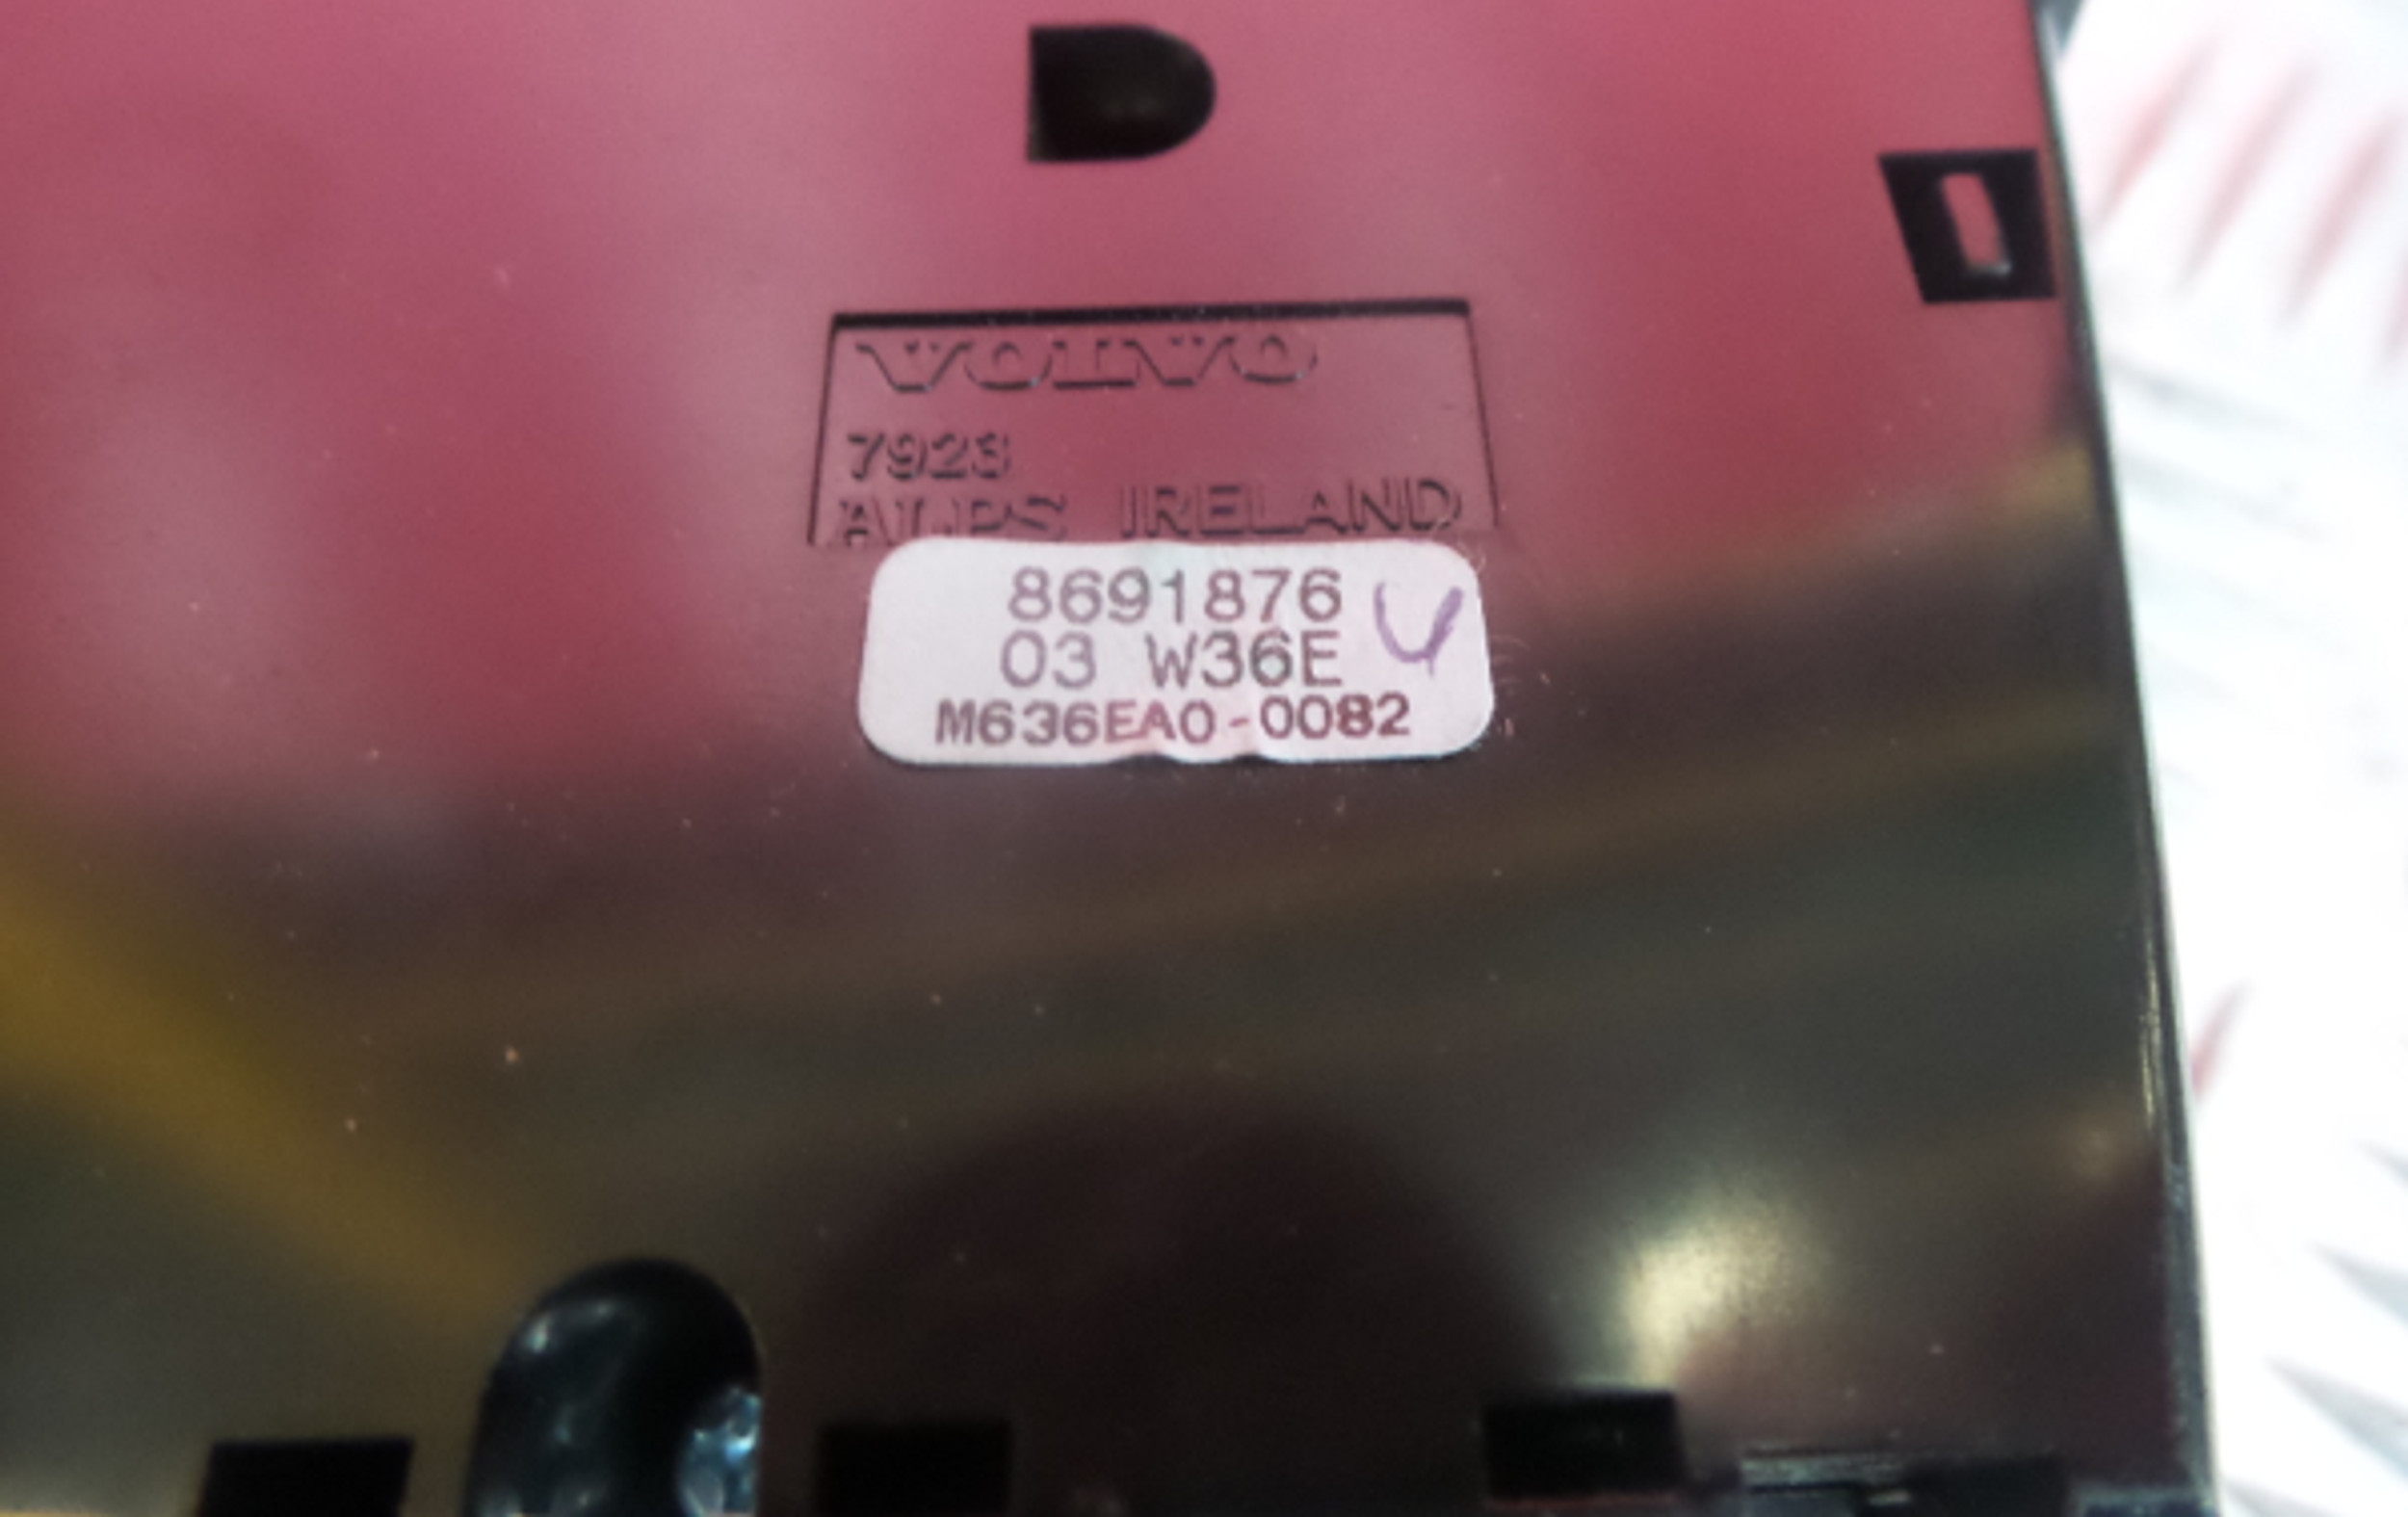 VOLVO
7923
ALPS IRELAND
8691876
03 W36E
M636EA0-0082